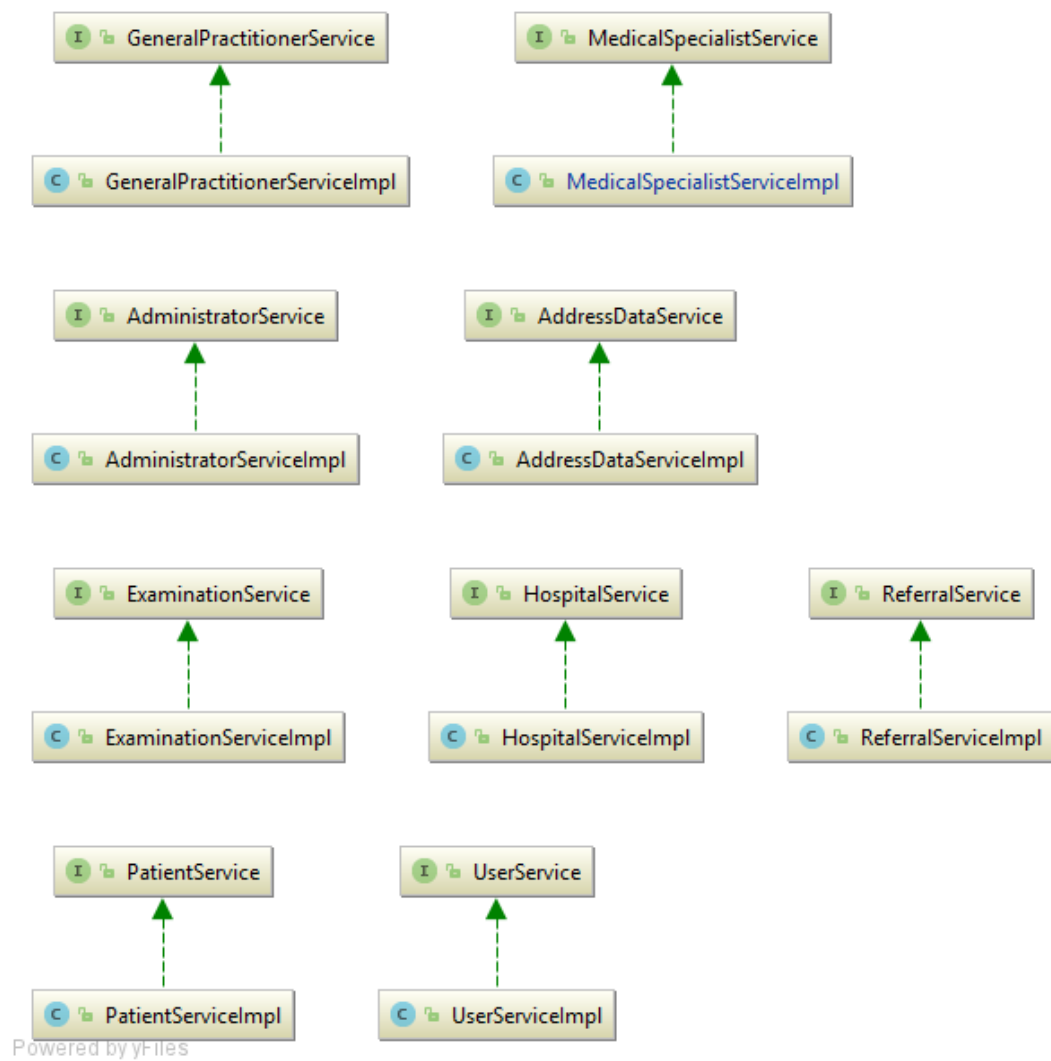 I GeneralPractitionerService
I MedicalSpecialistService
C GeneralPractitionerServiceImpl
C MedicalSpecialistServiceImpl
I AdministratorService
I AddressDataService
C AdministratorServiceImpl
C AddressDataServiceImpl
I ExaminationService
I HospitalService
I ReferralService
C ExaminationServiceImpl
C HospitalServiceImpl
C ReferralServiceImpl
I PatientService
I UserService
C PatientServiceImpl
C UserServiceImpl
Powered by yFiles